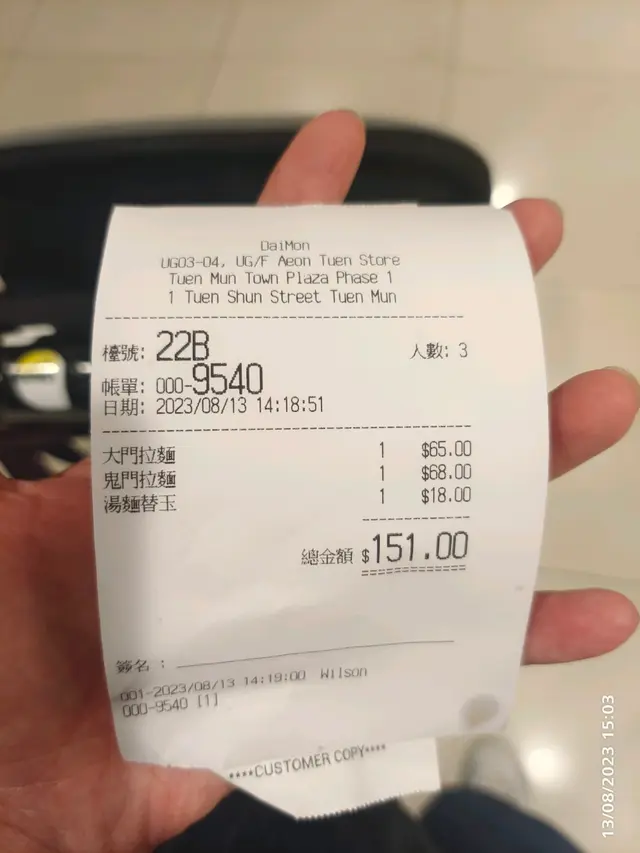 DaiMon
UG03-04, UG/F Aeon Tuen Store
Tuen Mun Town Plaza Phase 1
1 Tuen Shun Street Tuen Mun
檯號: 22B 人數: 3
帳單: 000-9540
日期: 2023/08/13 14:18:51
大門拉麵 1 $65.00
鬼門拉麵 1 $68.00
湯麵替玉 1 $18.00
總金額 $151.00
簽名 :
001-2023/08/13 14:19:00 Wilson
000-9540 [1]
****CUSTOMER COPY****
13/08/2023 15:03